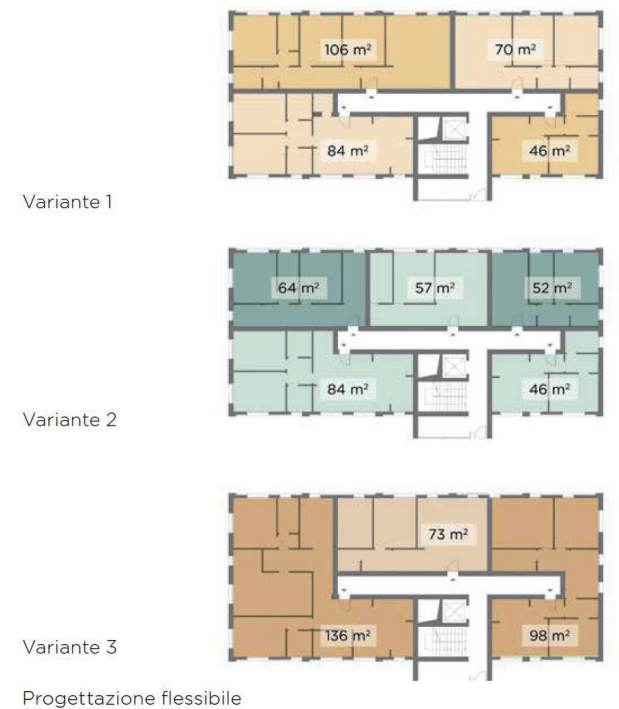 106 m²
70 m²
84 m²
46 m²
Variante 1
64 m²
57 m²
52 m²
84 m²
46 m²
Variante 2
73 m²
136 m²
98 m²
Variante 3
Progettazione flessibile